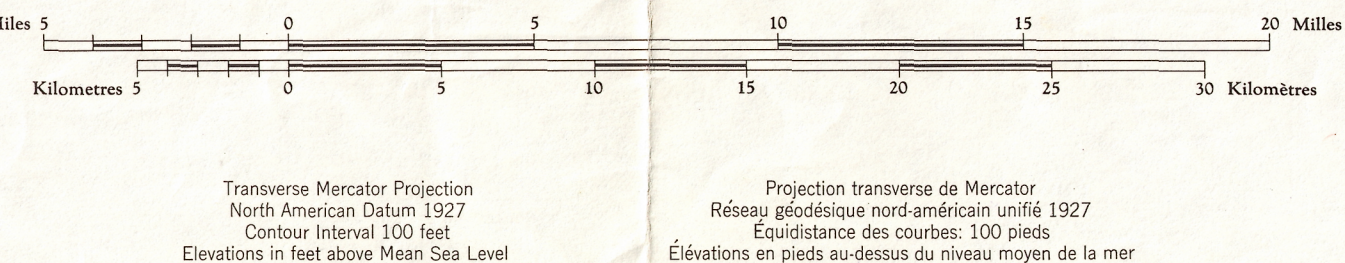 5 0 5 10 15 20 Milles
Kilometres 5 0 5 10 15 20 25 30 Kilomètres
Transverse Mercator Projection
North American Datum 1927
Contour Interval 100 feet
Elevations in feet above Mean Sea Level
Projection transverse de Mercator
Réseau géodésique nord-américain unifié 1927
Équidistance des courbes: 100 pieds
Élévations en pieds au-dessus du niveau moyen de la mer